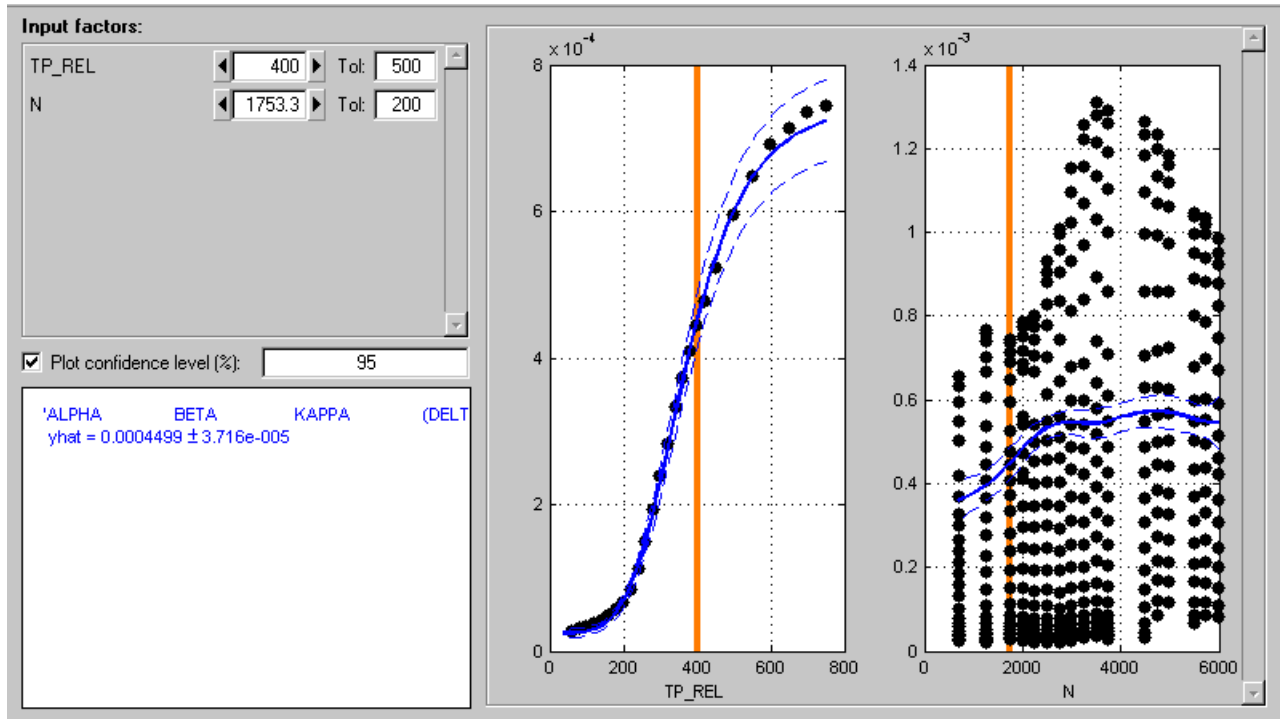 Input factors:
TP_REL 400 Tol: 500
N 1753.3 Tol: 200
Plot confidence level (%): 95
'ALPHA BETA KAPPA (DELT
yhat = 0.0004499 ± 3.716e-005
x 10^-4
8
6
4
2
0
0 200 400 600 800
TP_REL
x 10^-3
1.4
1.2
1
0.8
0.6
0.4
0.2
0
0 2000 4000 6000
N